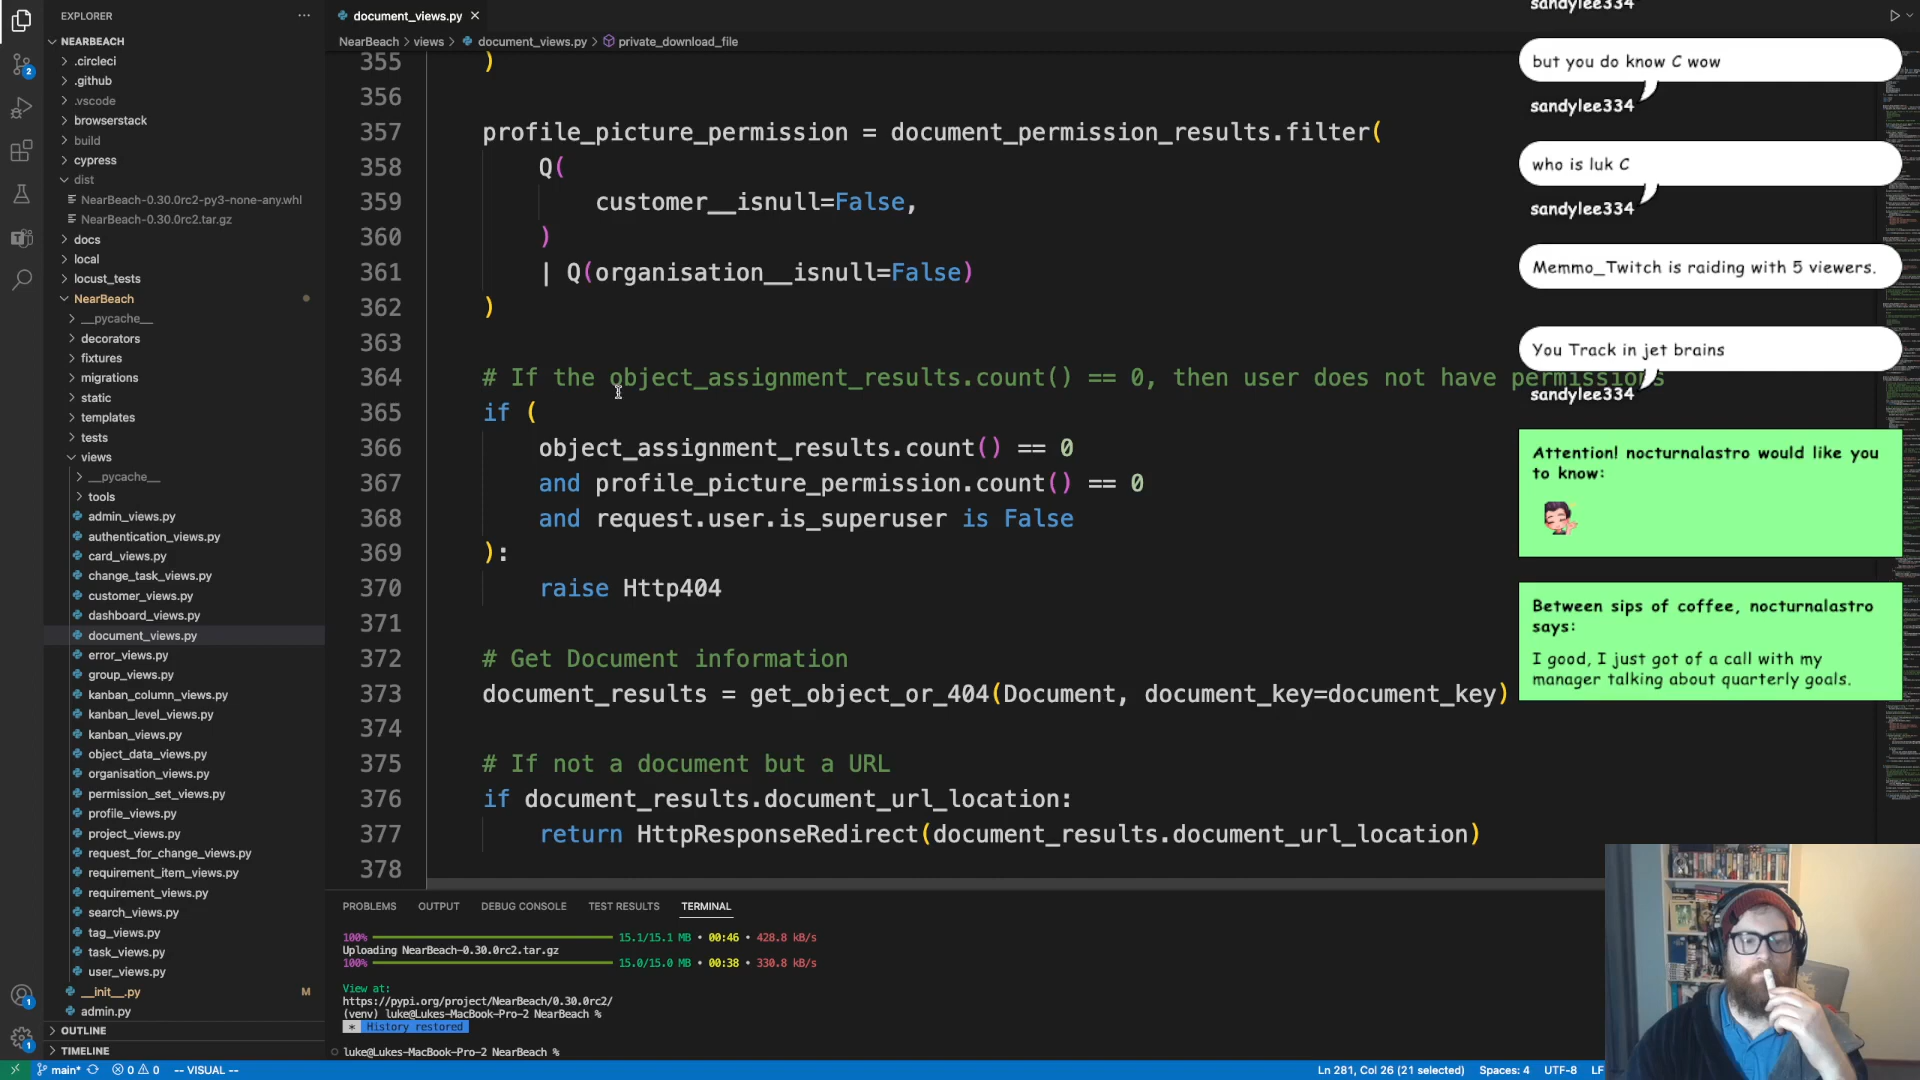 EXPLORER
NEARBEACH
.circleci
.github
.vscode
browserstack
build
cypress
dist
NearBeach-0.30.0rc2-py3-none-any.whl
NearBeach-0.30.0rc2.tar.gz
docs
local
locust_tests
NearBeach
__pycache__
decorators
fixtures
migrations
static
templates
tests
views
__pycache__
tools
admin_views.py
authentication_views.py
card_views.py
change_task_views.py
customer_views.py
dashboard_views.py
document_views.py
error_views.py
group_views.py
kanban_column_views.py
kanban_level_views.py
kanban_views.py
object_data_views.py
organisation_views.py
permission_set_views.py
profile_views.py
project_views.py
request_for_change_views.py
requirement_item_views.py
requirement_views.py
search_views.py
tag_views.py
task_views.py
user_views.py
__init__.py M
admin.py
OUTLINE
TIMELINE
2
1
1
document_views.py
NearBeach > views > document_views.py > private_download_file
355 )
356
357 profile_picture_permission = document_permission_results.filter(
358 Q(
359 customer__isnull=False,
360 )
361 | Q(organisation__isnull=False)
362 )
363
364 # If the object_assignment_results.count() == 0, then user does not have permissions
365 if (
366 object_assignment_results.count() == 0
367 and profile_picture_permission.count() == 0
368 and request.user.is_superuser is False
369 ):
370 raise Http404
371
372 # Get Document information
373 document_results = get_object_or_404(Document, document_key=document_key)
374
375 # If not a document but a URL
376 if document_results.document_url_location:
377 return HttpResponseRedirect(document_results.document_url_location)
378
PROBLEMS OUTPUT DEBUG CONSOLE TEST RESULTS TERMINAL
100% 15.1/15.1 MB • 00:46 • 428.8 kB/s
Uploading NearBeach-0.30.0rc2.tar.gz
100% 15.0/15.0 MB • 00:38 • 330.8 kB/s
View at:
https://pypi.org/project/NearBeach/0.30.0rc2/
(venv) luke@Lukes-MacBook-Pro-2 NearBeach %
* History restored
luke@Lukes-MacBook-Pro-2 NearBeach %
sandylee334
but you do know C wow
sandylee334
who is luk C
sandylee334
Memmo_Twitch is raiding with 5 viewers.
You Track in jet brains
sandylee334
Attention! nocturnalastro would like you
to know:
Between sips of coffee, nocturnalastro
says:
I good, I just got of a call with my
manager talking about quarterly goals.
main* 0 0 -- VISUAL -- Ln 281, Col 26 (21 selected) Spaces: 4 UTF-8 LF